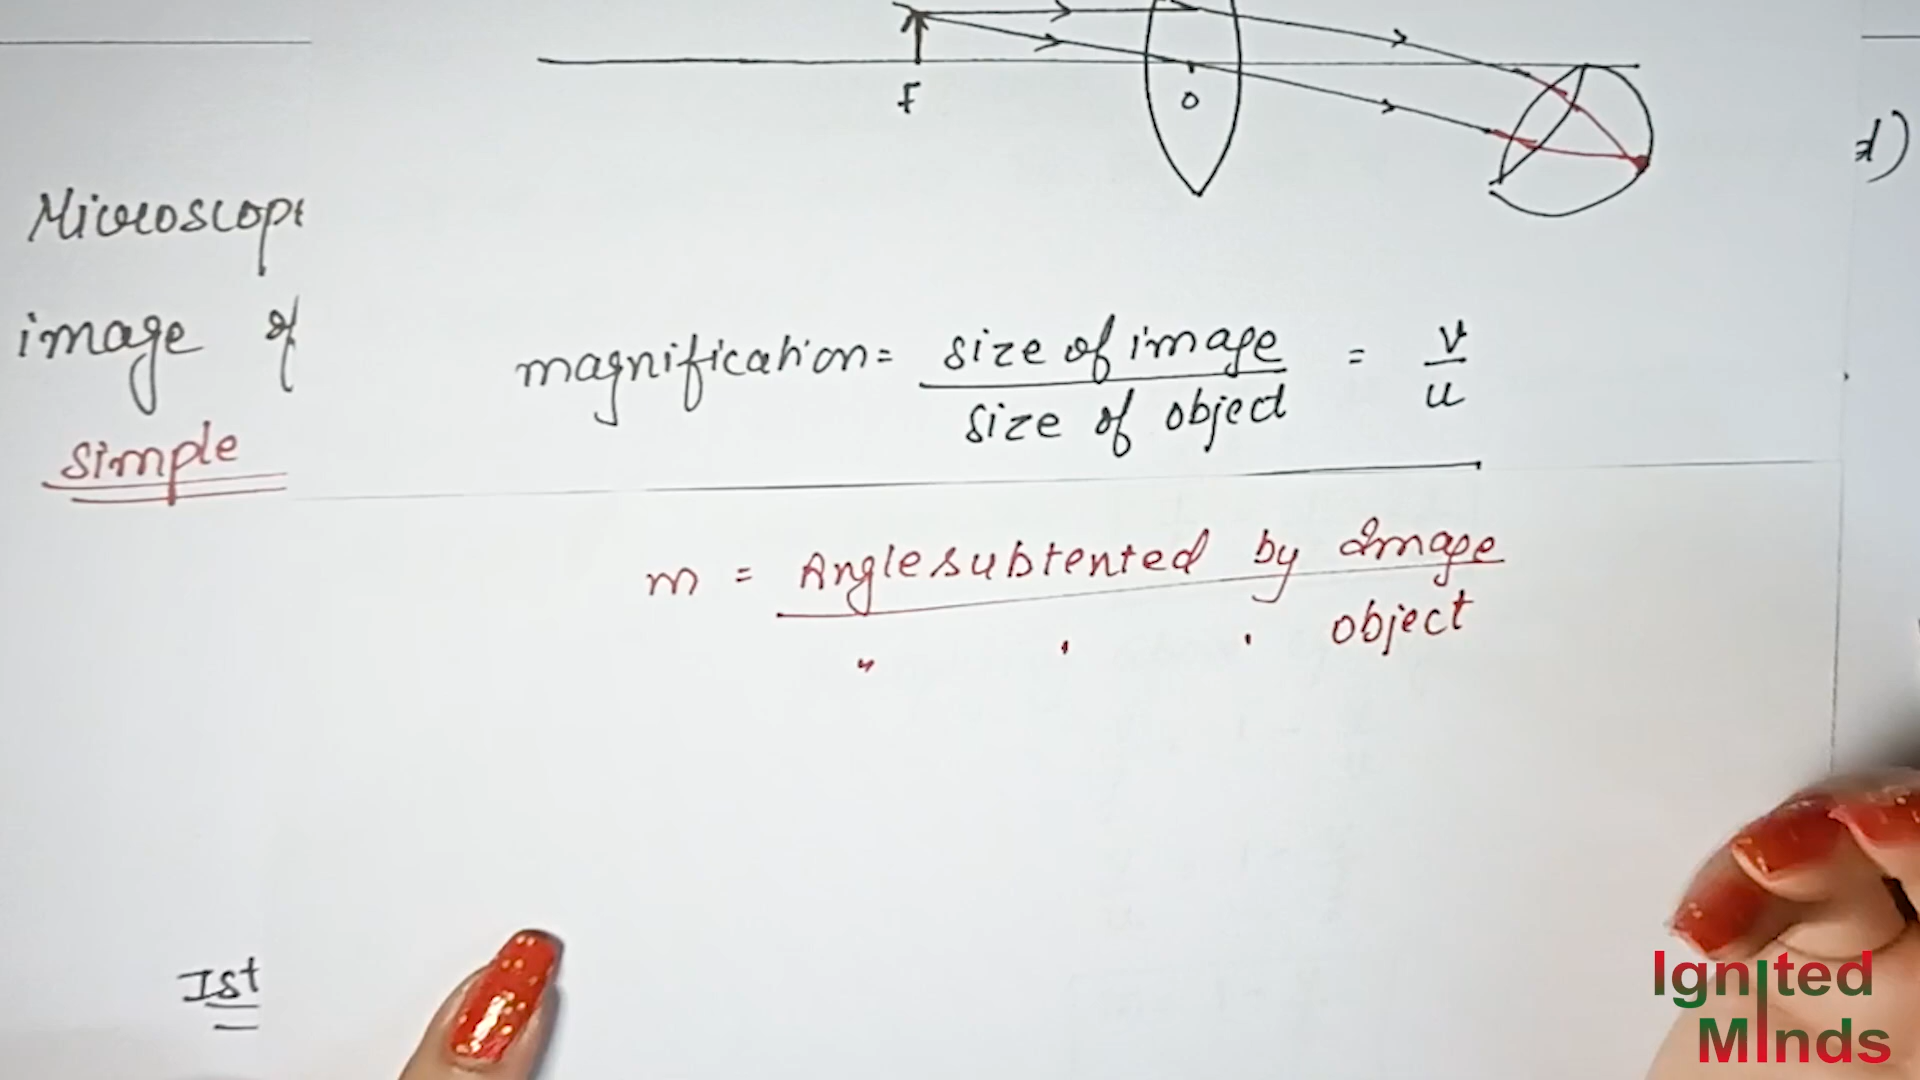 F
O
d)
Microscope
image of
simple
magnification = size of image / size of object = v / u
m = Angle subtented by Image / " . . object
Ist
Ignited
Minds